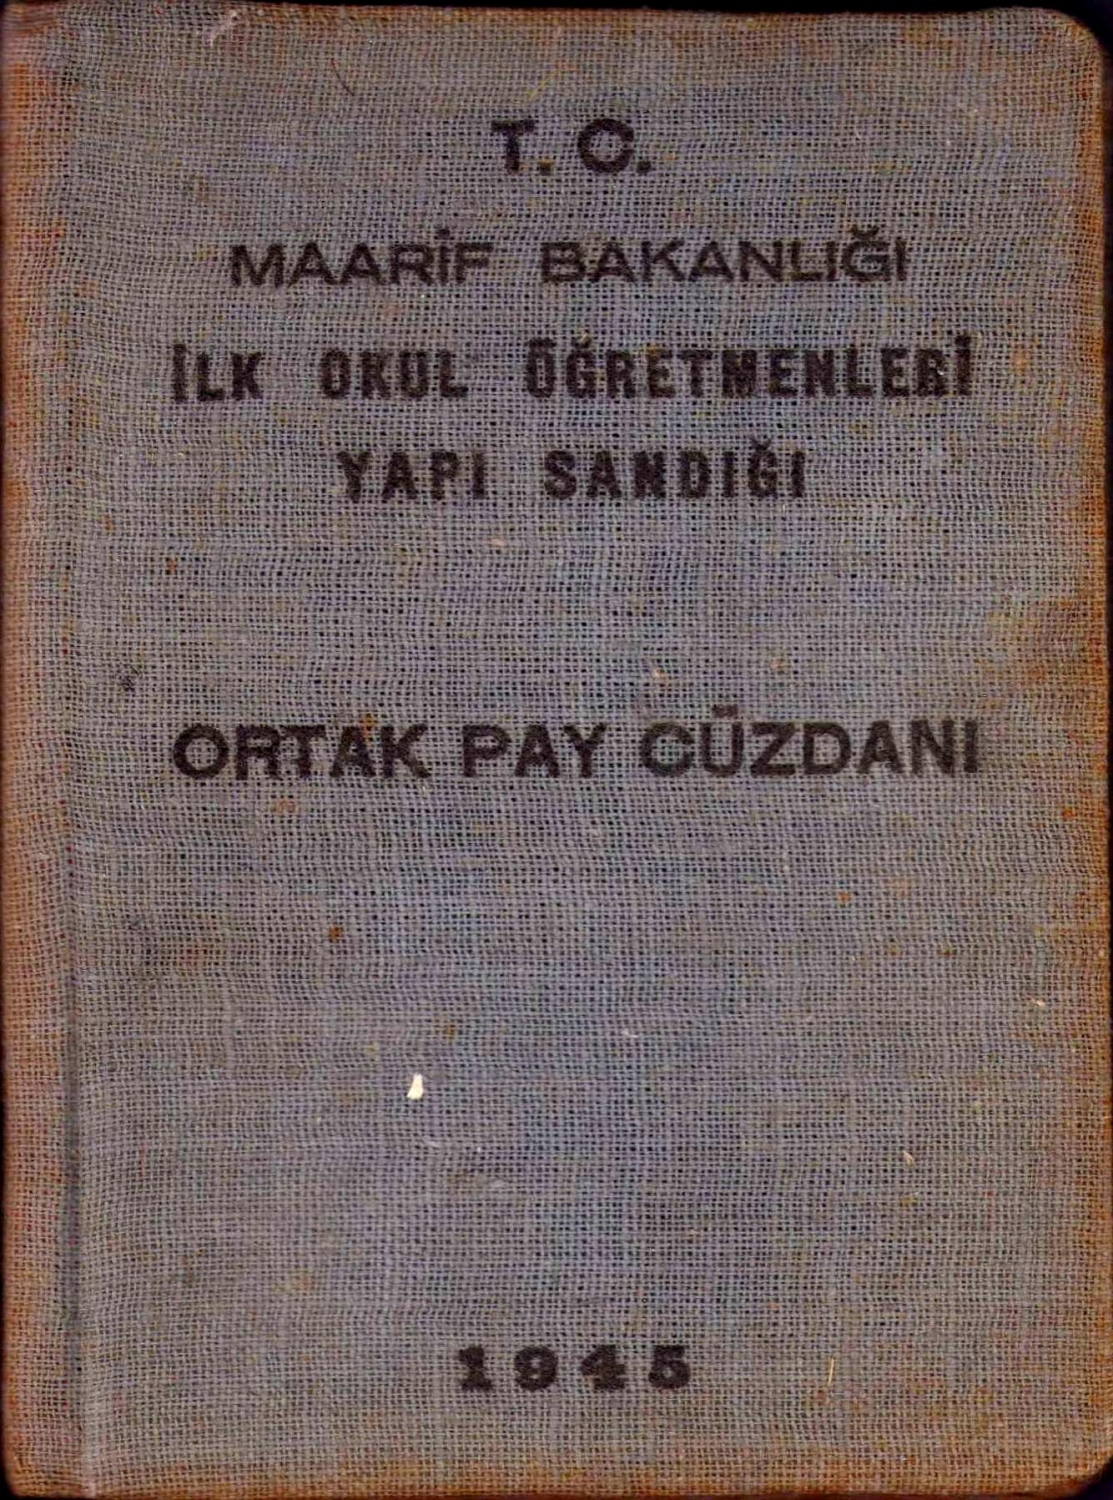 T. C.
MAARİF BAKANLIĞI
İLK OKUL ÖĞRETMENLERİ
YAPI SANDIĞI
ORTAK PAY CÜZDANI
1945